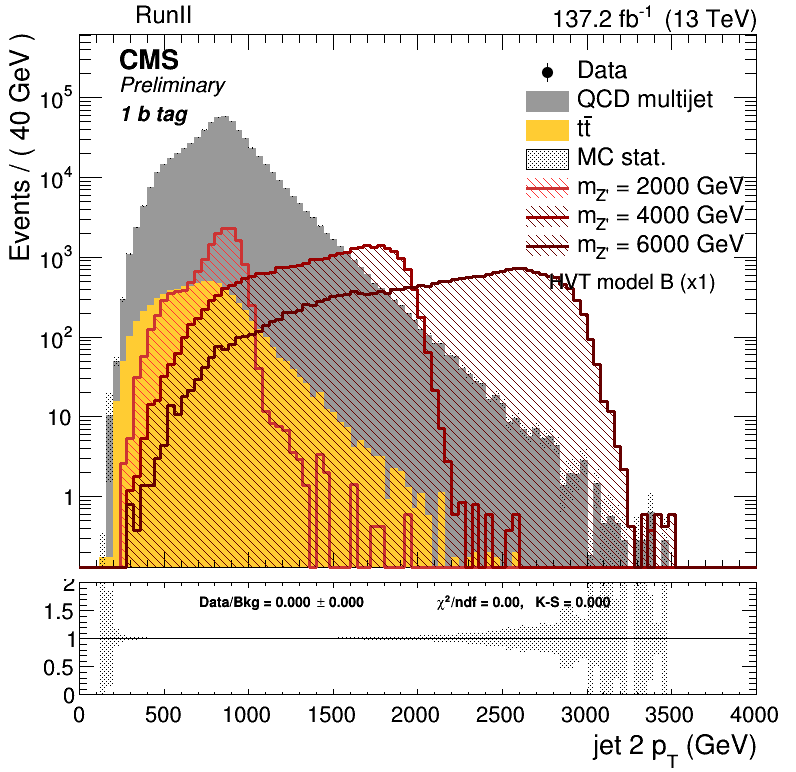 RunII
137.2 fb⁻¹ (13 TeV)
CMS
Preliminary
1 b tag
Data
QCD multijet
tt̄
MC stat.
m_Z' = 2000 GeV
m_Z' = 4000 GeV
m_Z' = 6000 GeV
HVT model B (x1)
Events / ( 40 GeV )
10⁵
10⁴
10³
10²
10
1
Data/Bkg = 0.000 ± 0.000
χ²/ndf = 0.00, K-S = 0.000
2
1.5
1
0.5
0
0 500 1000 1500 2000 2500 3000 3500 4000
jet 2 p_T (GeV)